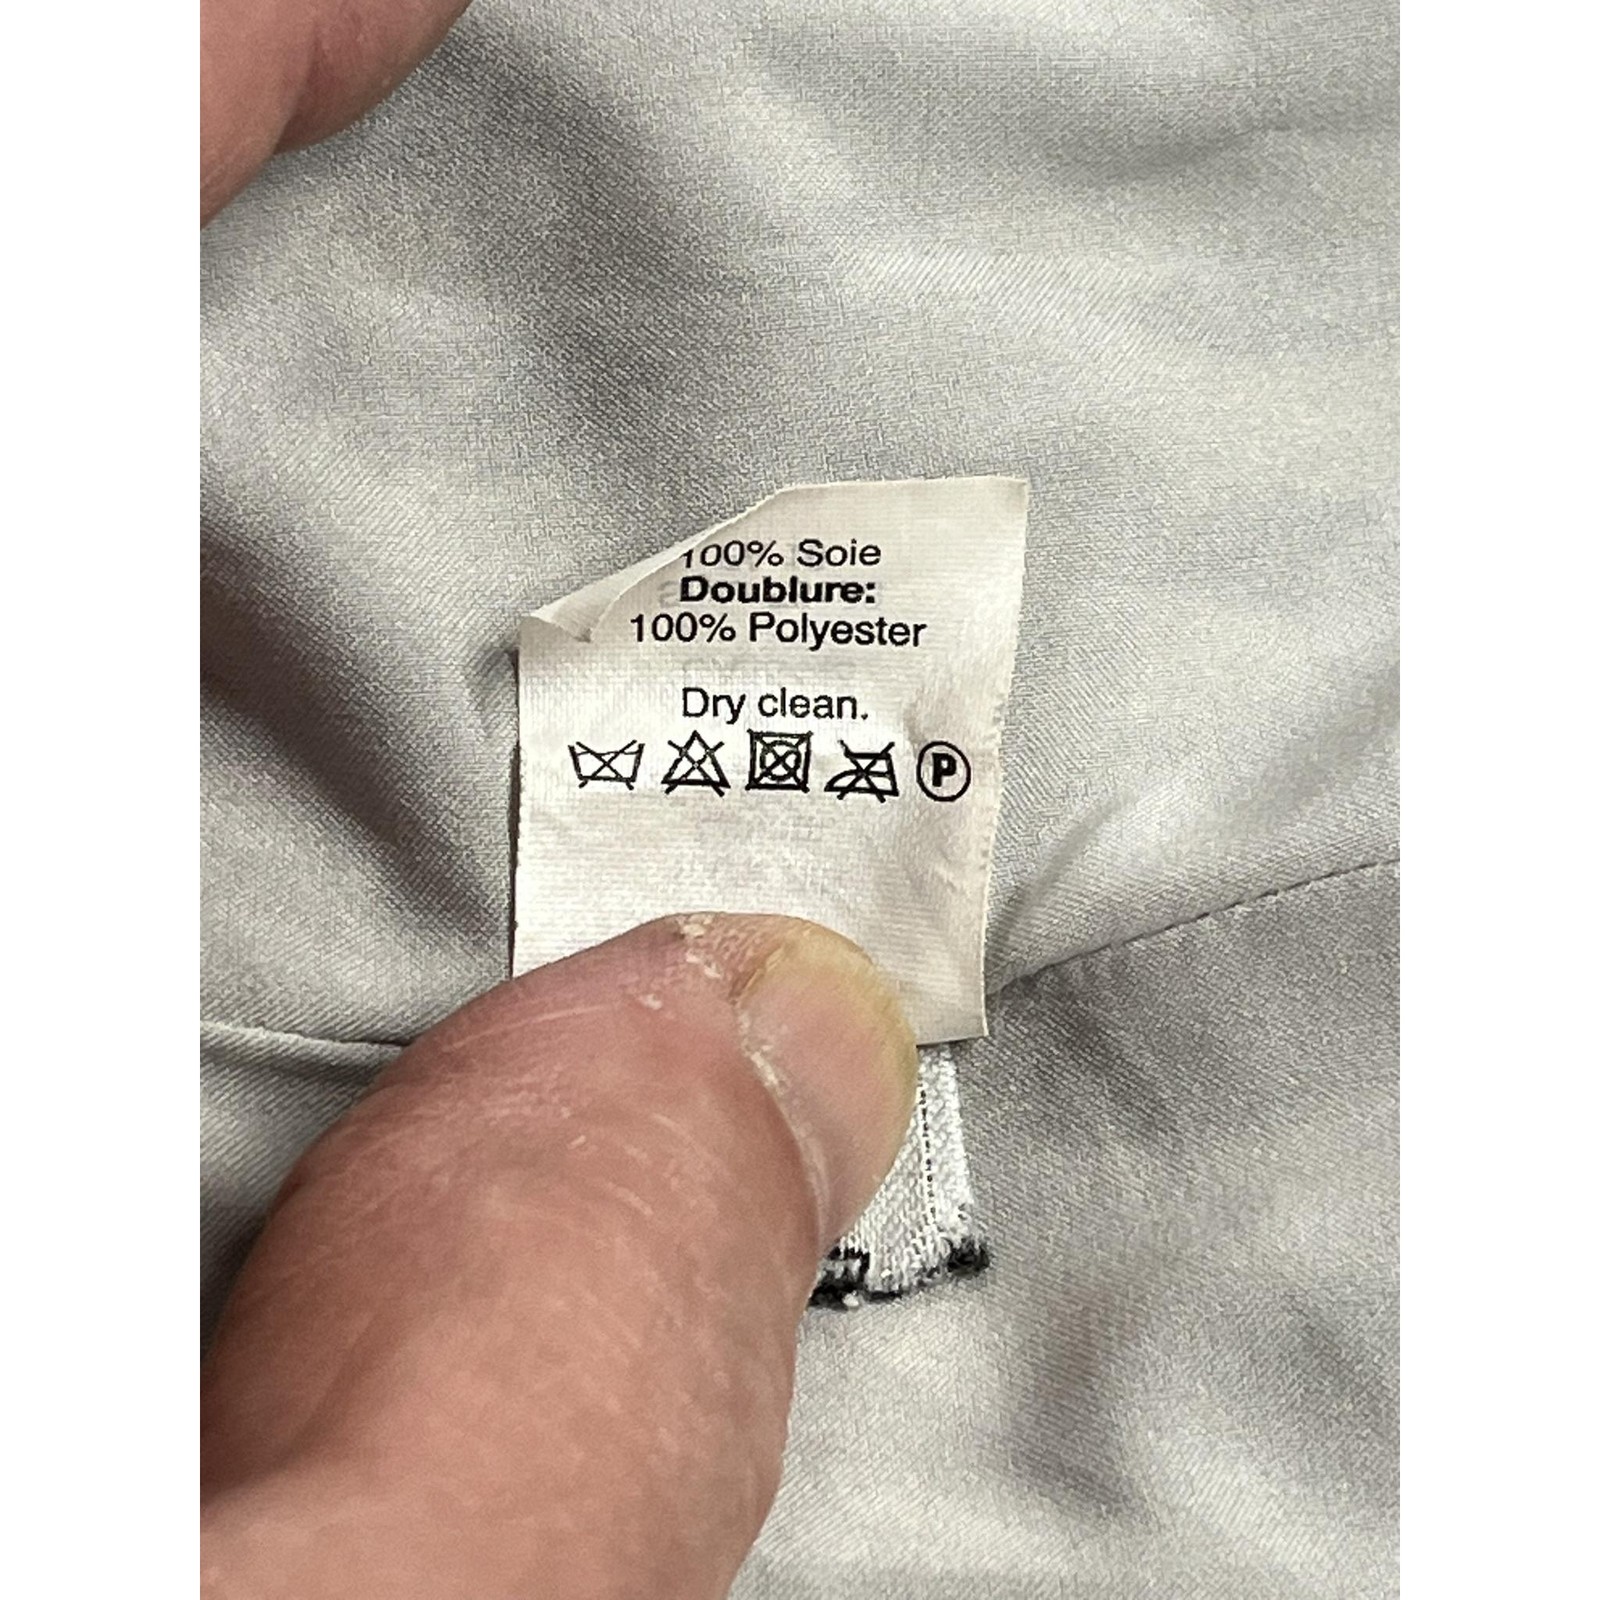 100% Soie
Doublure:
100% Polyester
Dry clean.
P